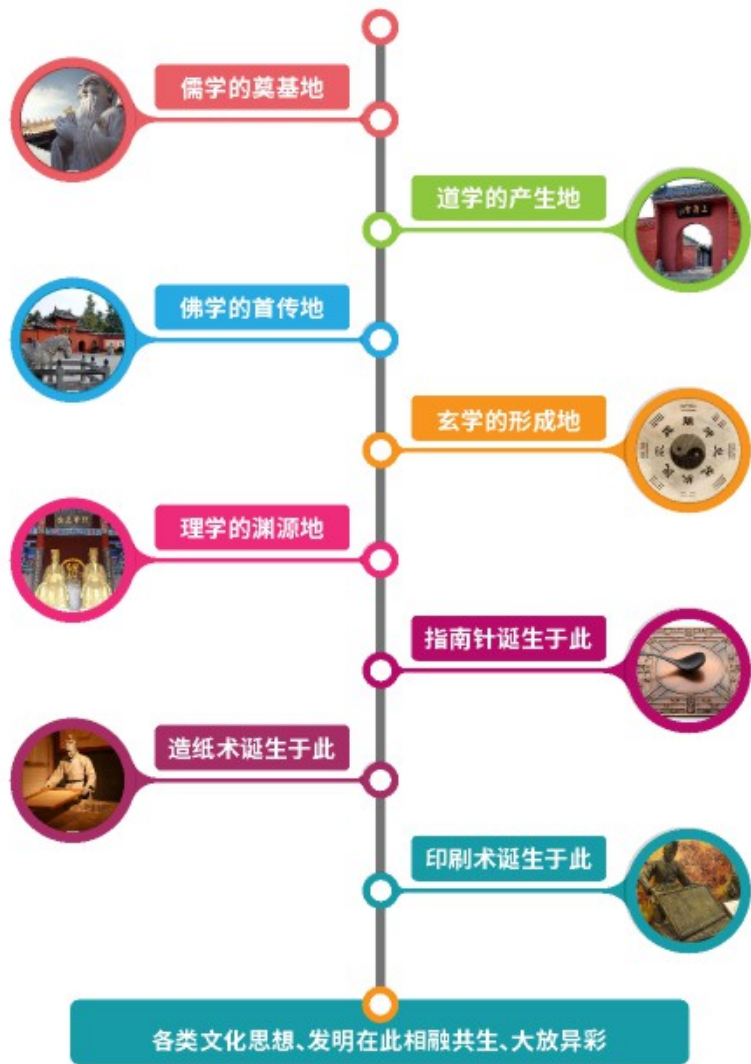 儒学的奠基地
道学的产生地
佛学的首传地
玄学的形成地
理学的渊源地
指南针诞生于此
造纸术诞生于此
印刷术诞生于此
各类文化思想、发明在此相融共生、大放异彩